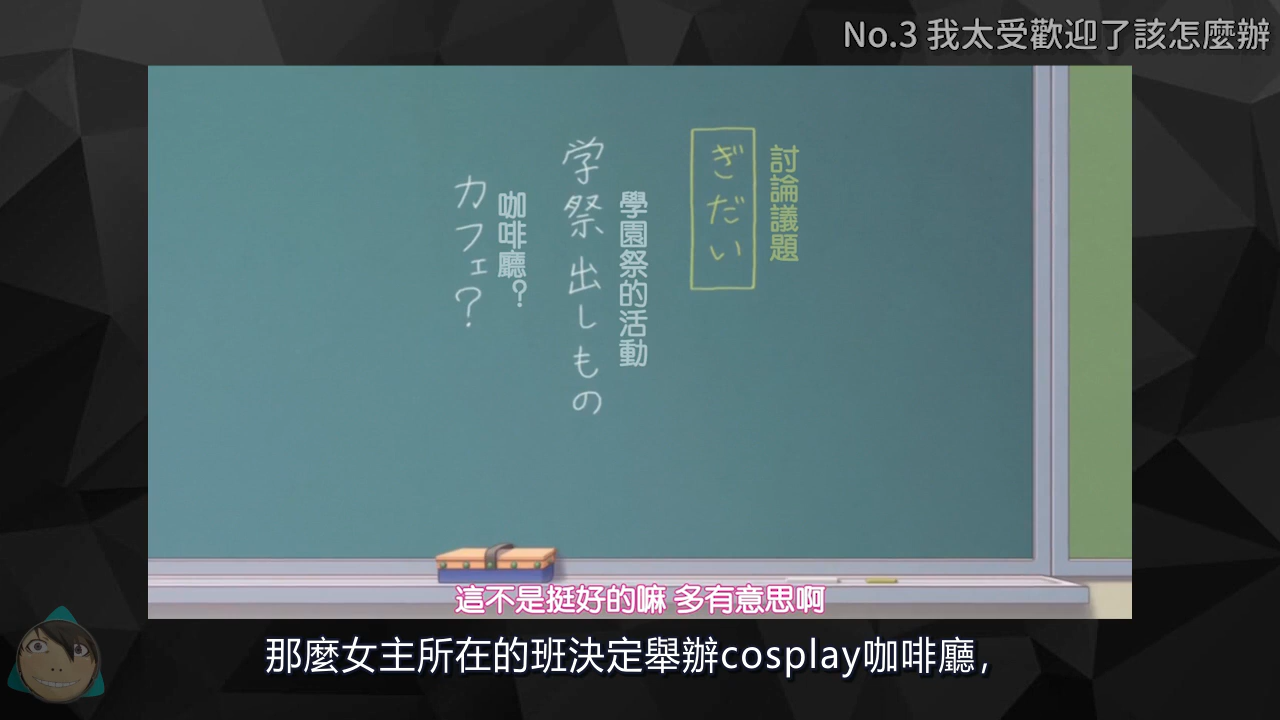 No.3 我太受歡迎了該怎麼辦
討論議題
ぎだい
學園祭的活動
学祭出しもの
咖啡廳？
カフェ？
這不是挺好的嘛 多有意思啊
那麼女主所在的班決定舉辦cosplay咖啡廳，